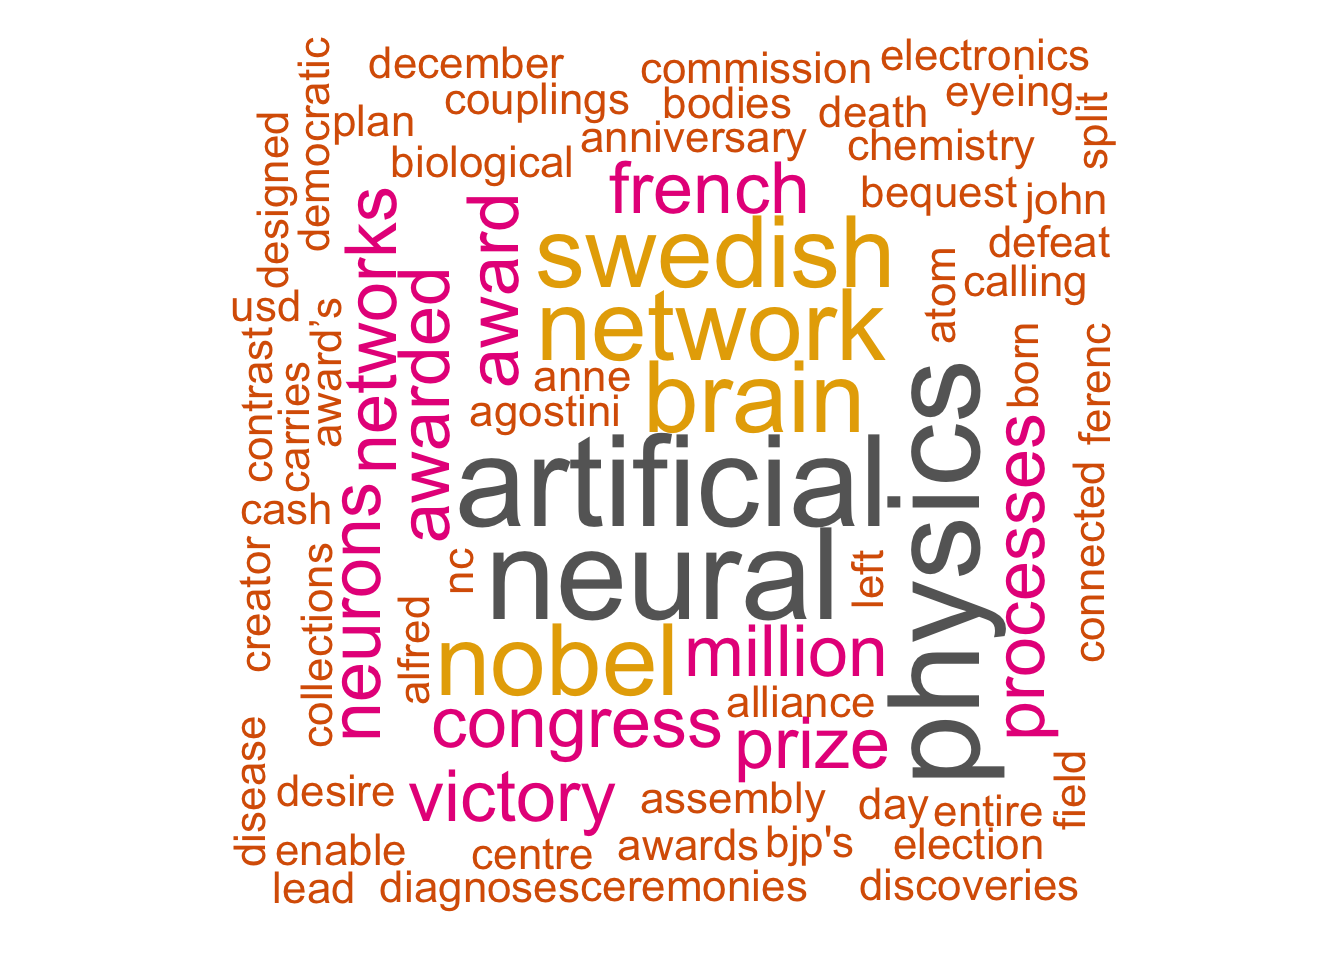 december
commission
electronics
couplings
bodies
eyeing
democratic
plan
anniversary
death
split
designed
biological
chemistry
french
bequest
john
networks
award
swedish
defeat
awarded
atom
calling
usd
award’s
network
contrast
carries
anne
brain
born
ferenc
agostini
artificial
physics
processes
cash
neurons
creator
collections
nc
neural
left
connected
alfred
nobel
million
alliance
congress
prize
disease
desire
victory
assembly
day
entire
field
enable
centre
awards
bjp's
election
lead
diagnoses
ceremonies
discoveries